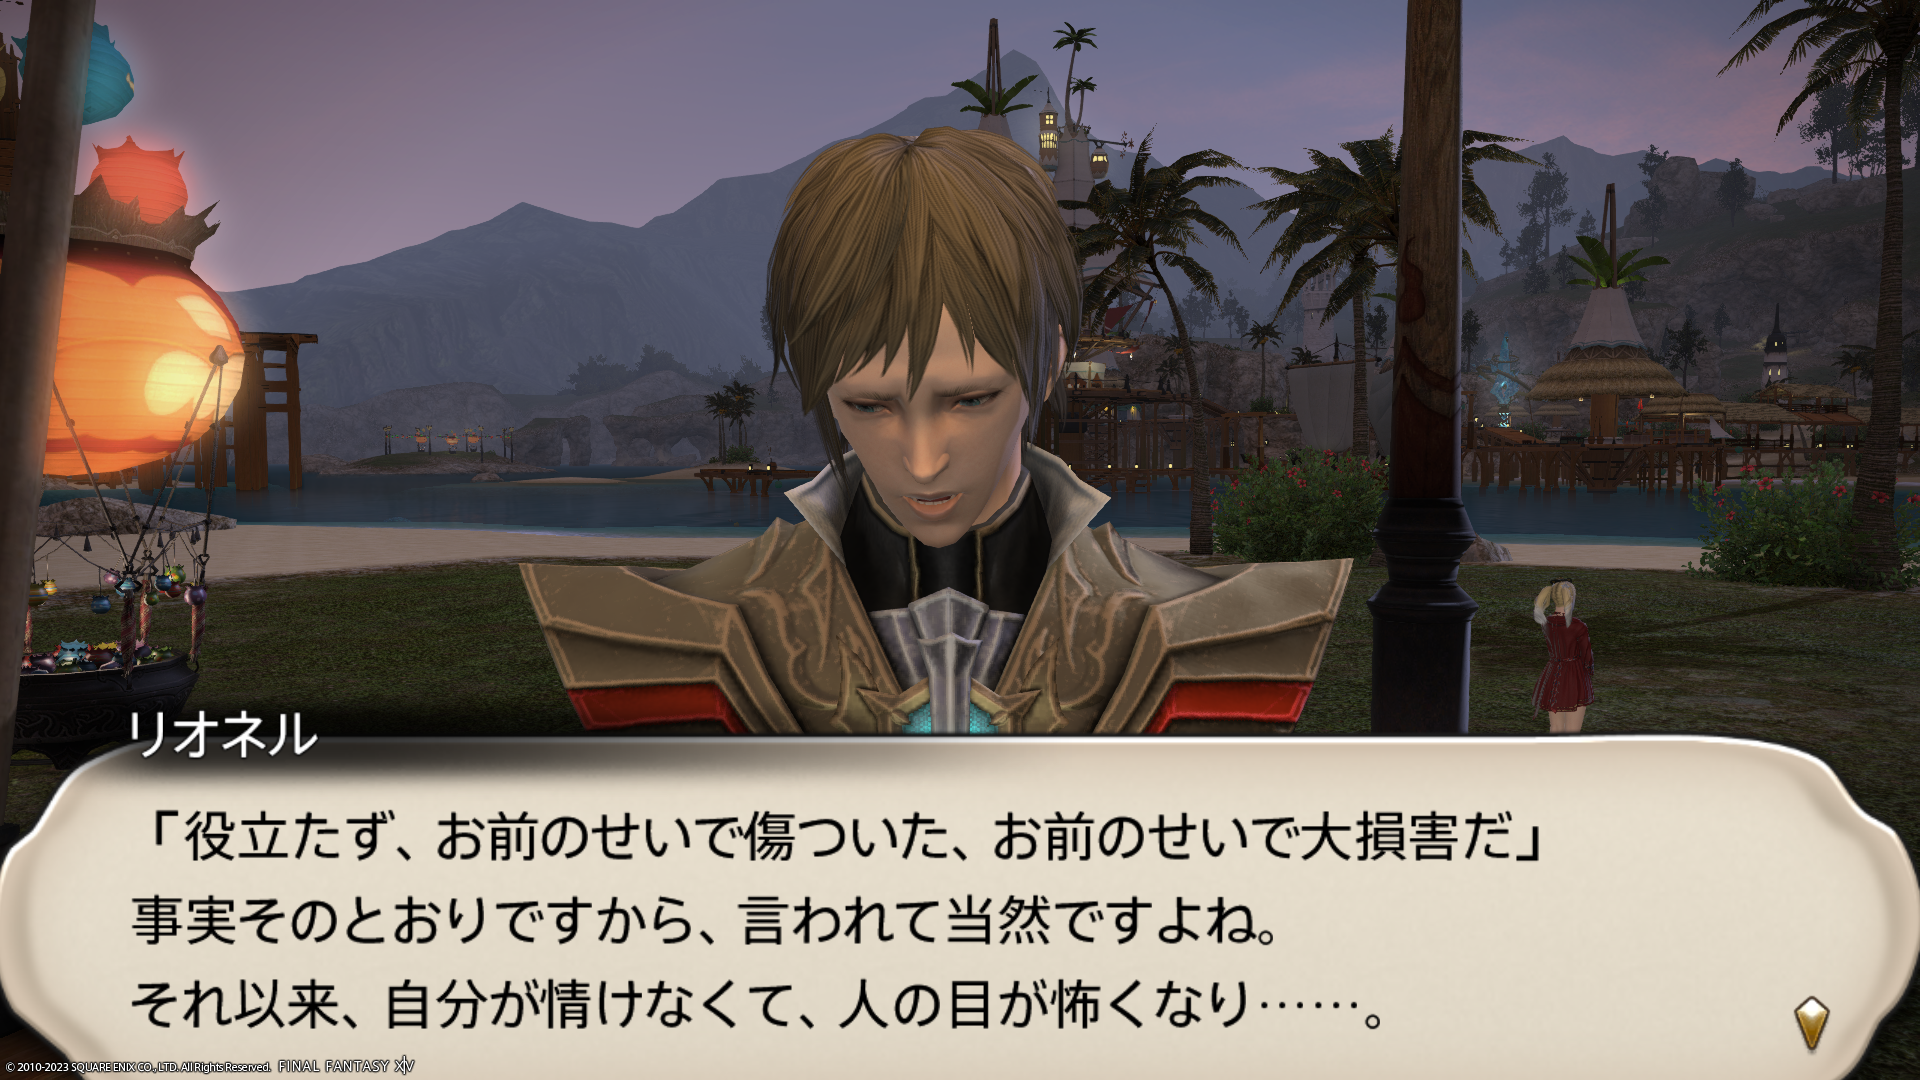 リオネル
「役立たず、お前のせいで傷ついた、お前のせいで大損害だ」
事実そのとおりですから、言われて当然ですよね。
それ以来、自分が情けなくて、人の目が怖くなり……。
© 2010-2023 SQUARE ENIX CO., LTD. All Rights Reserved. FINAL FANTASY XIV